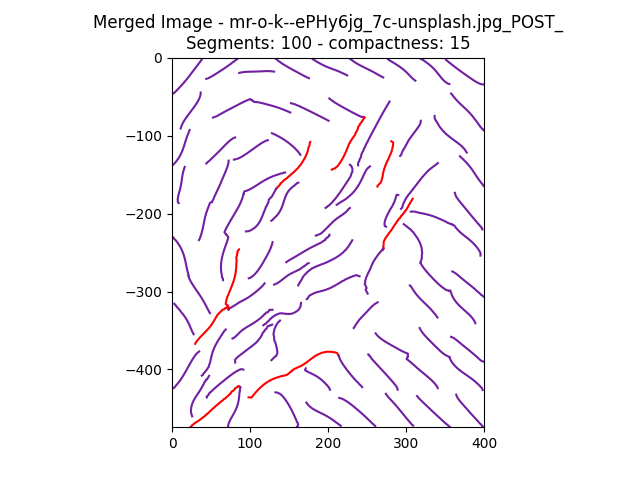 Merged Image - mr-o-k--ePHy6jg_7c-unsplash.jpg_POST_
Segments: 100 - compactness: 15
0
−100
−200
−300
−400
0 100 200 300 400